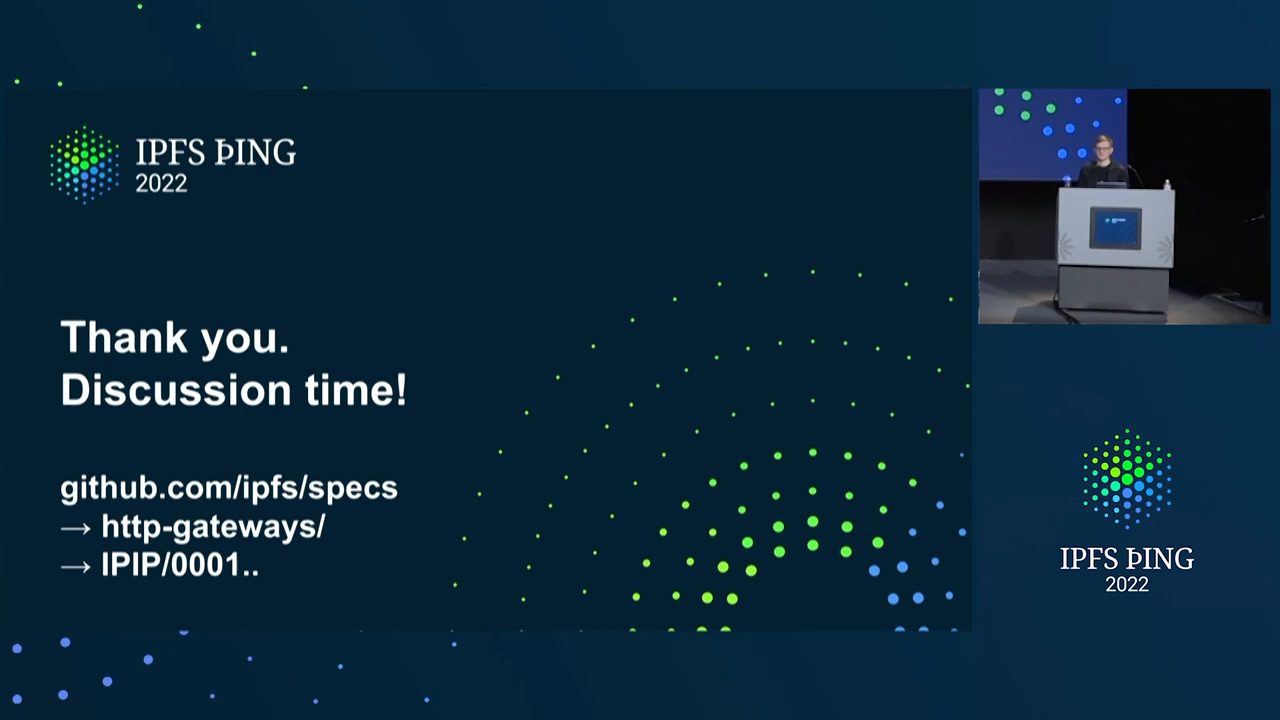 IPFS ÞING
2022
Thank you.
Discussion time!
github.com/ipfs/specs
→ http-gateways/
→ IPIP/0001..
IPFS ÞING
2022